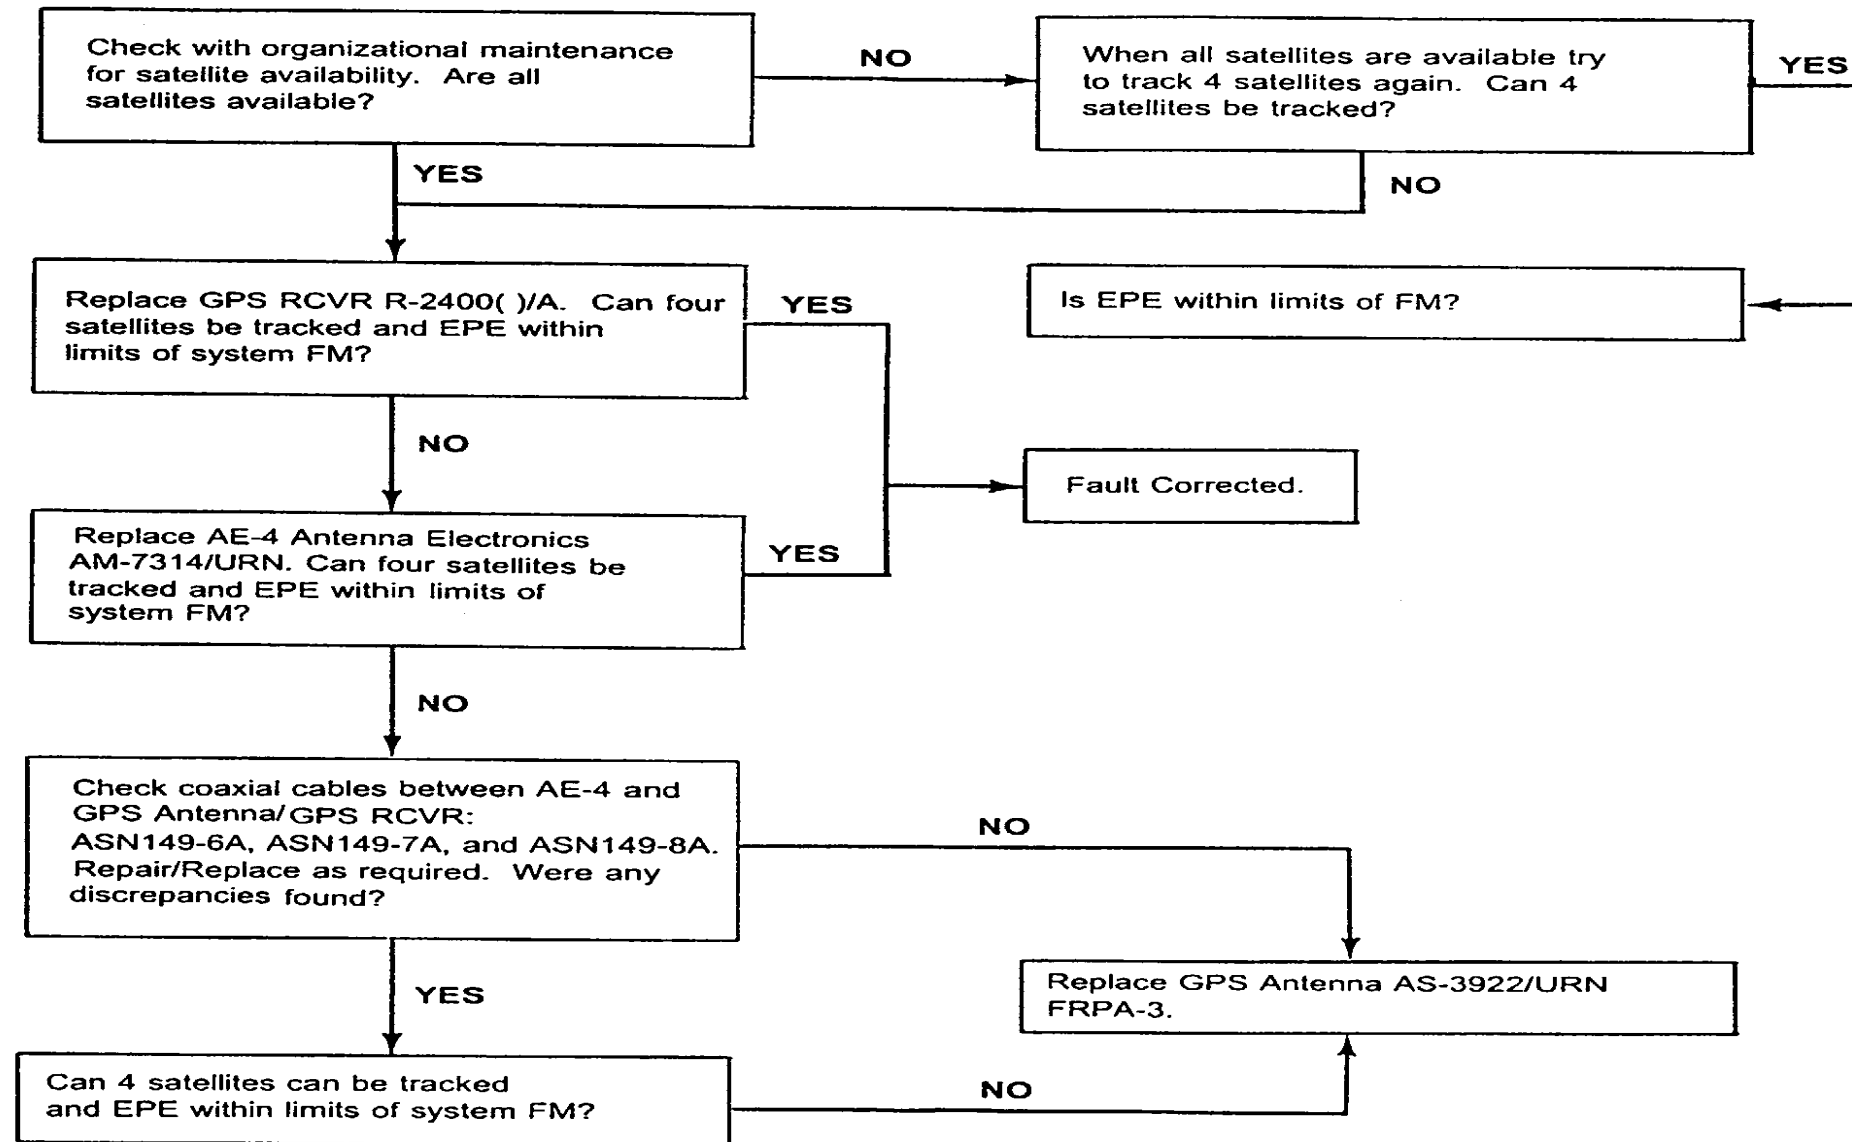 Check with organizational maintenance
for satellite availability. Are all
satellites available?
NO
When all satellites are available try
to track 4 satellites again. Can 4
satellites be tracked?
YES
YES
NO
Replace GPS RCVR R-2400( )/A. Can four
satellites be tracked and EPE within
limits of system FM?
YES
Is EPE within limits of FM?
NO
Fault Corrected.
Replace AE-4 Antenna Electronics
AM-7314/URN. Can four satellites be
tracked and EPE within limits of
system FM?
YES
NO
Check coaxial cables between AE-4 and
GPS Antenna/GPS RCVR:
ASN149-6A, ASN149-7A, and ASN149-8A.
Repair/Replace as required. Were any
discrepancies found?
NO
YES
Replace GPS Antenna AS-3922/URN
FRPA-3.
Can 4 satellites can be tracked
and EPE within limits of system FM?
NO